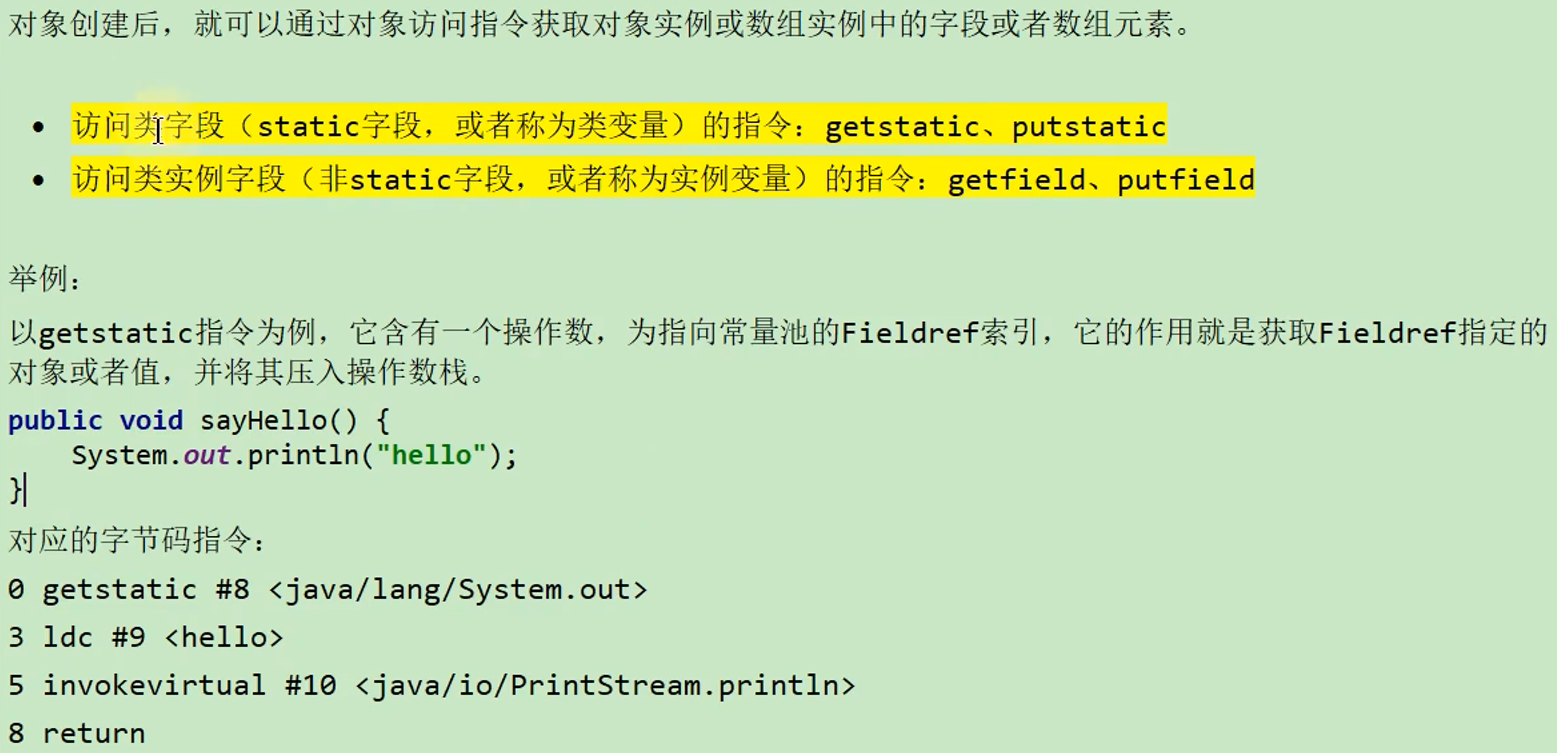 对象创建后，就可以通过对象访问指令获取对象实例或数组实例中的字段或者数组元素。
• 访问类字段（static字段，或者称为类变量）的指令：getstatic、putstatic
• 访问类实例字段（非static字段，或者称为实例变量）的指令：getfield、putfield
举例：
以getstatic指令为例，它含有一个操作数，为指向常量池的Fieldref索引，它的作用就是获取Fieldref指定的
对象或者值，并将其压入操作数栈。
public void sayHello() {
    System.out.println("hello");
}
对应的字节码指令：
0 getstatic #8 <java/lang/System.out>
3 ldc #9 <hello>
5 invokevirtual #10 <java/io/PrintStream.println>
8 return